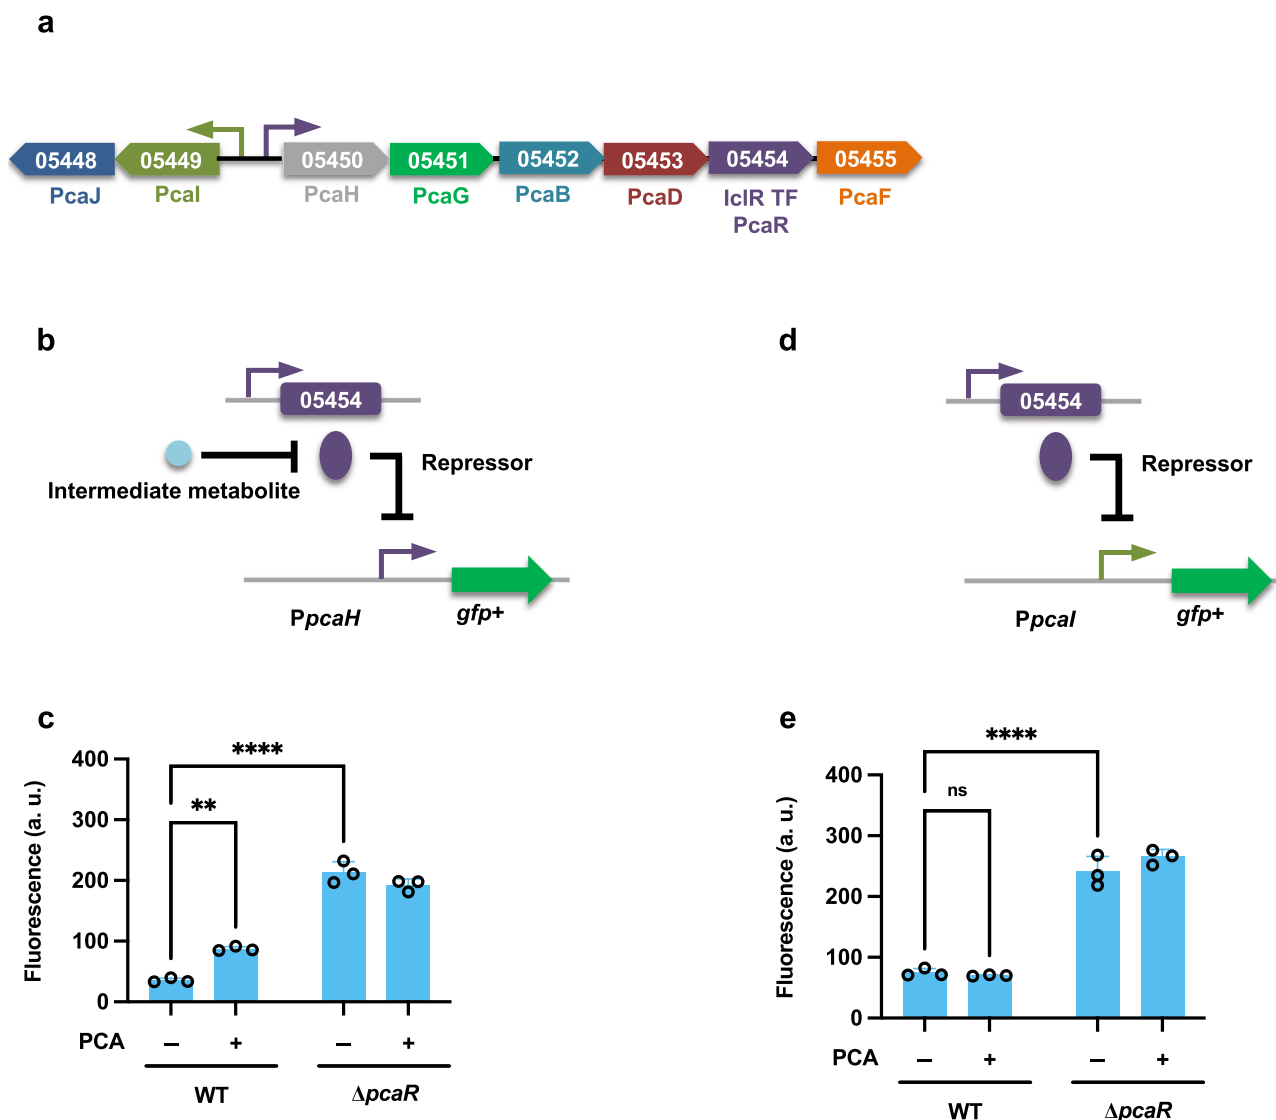 a
05448 05449 05450 05451 05452 05453 05454 05455
PcaJ PcaI PcaH PcaG PcaB PcaD IclR TF PcaF
PcaR
b
05454
Repressor
Intermediate metabolite
PpcaH
gfp+
d
05454
Repressor
PpcaI
gfp+
c
Fluorescence (a. u.)
400
300
200
100
0
****
**
PCA – + – +
WT ΔpcaR
e
Fluorescence (a. u.)
400
300
200
100
0
****
ns
PCA – + – +
WT ΔpcaR